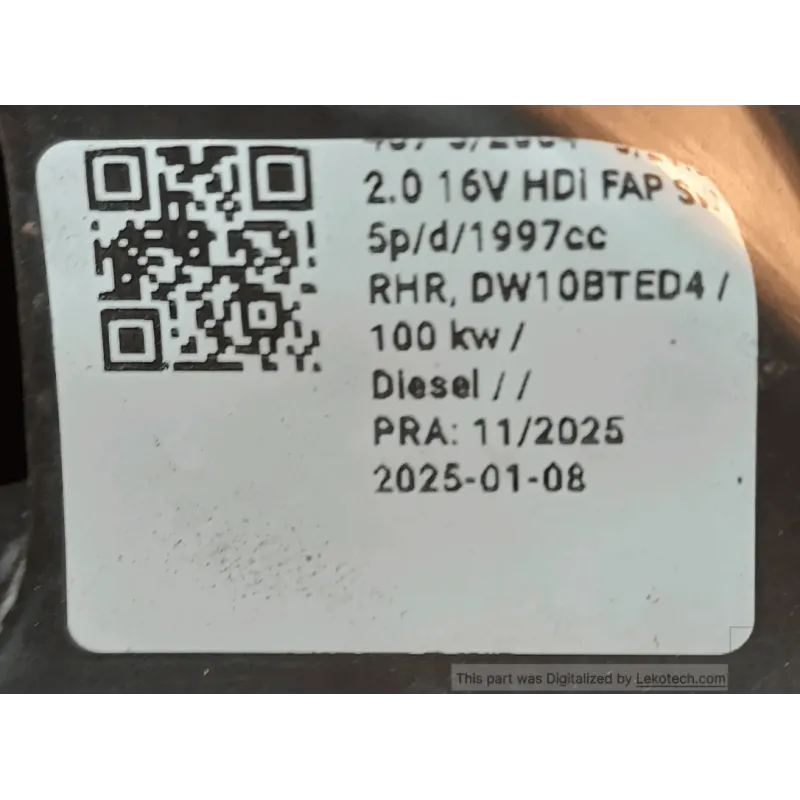 2.0 16V HDi FAP
5p/d/1997cc
RHR, DW10BTED4 /
100 kw /
Diesel / /
PRA: 11/2025
2025-01-08
This part was Digitalized by Lekotech.com